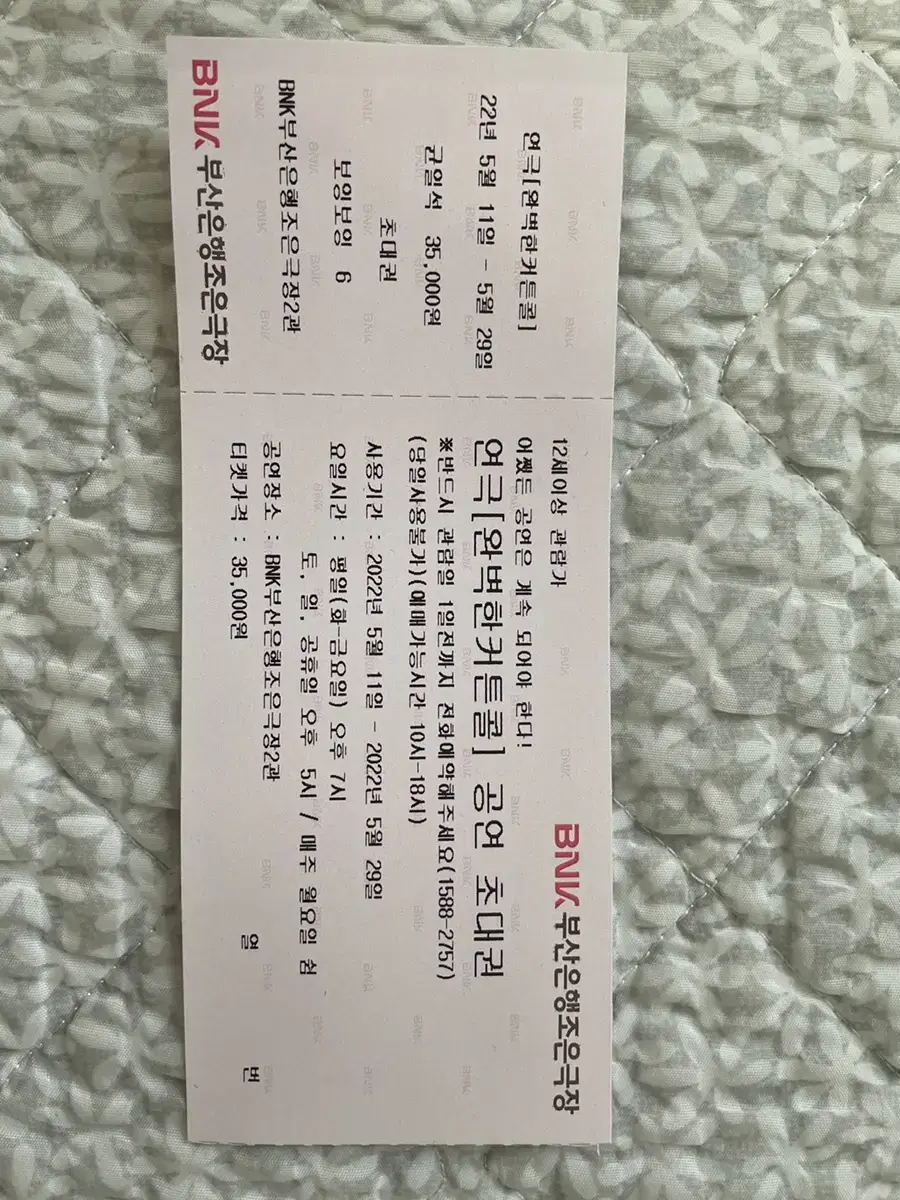 연극[완벽한커튼콜]
22년 5월 11일 - 5월 29일
균일석 35,000원
초대권
보잉보잉 6
BNK부산은행조은극장2관
BNK 부산은행조은극장
BNK 부산은행조은극장
12세이상 관람가
어쨌든 공연은 계속 되어야 한다!
연극[완벽한커튼콜] 공연 초대권
※반드시 관람일 1일전까지 전화예약해주세요(1588-2757)
(당일사용불가)(예매가능시간 10시-18시)
사용기간 : 2022년 5월 11일 - 2022년 5월 29일
요일시간 : 평일(화-금요일) 오후 7시
토, 일, 공휴일 오후 5시 / 매주 월요일 쉼
공연장소 : BNK부산은행조은극장2관
티켓가격 : 35,000원
열 번